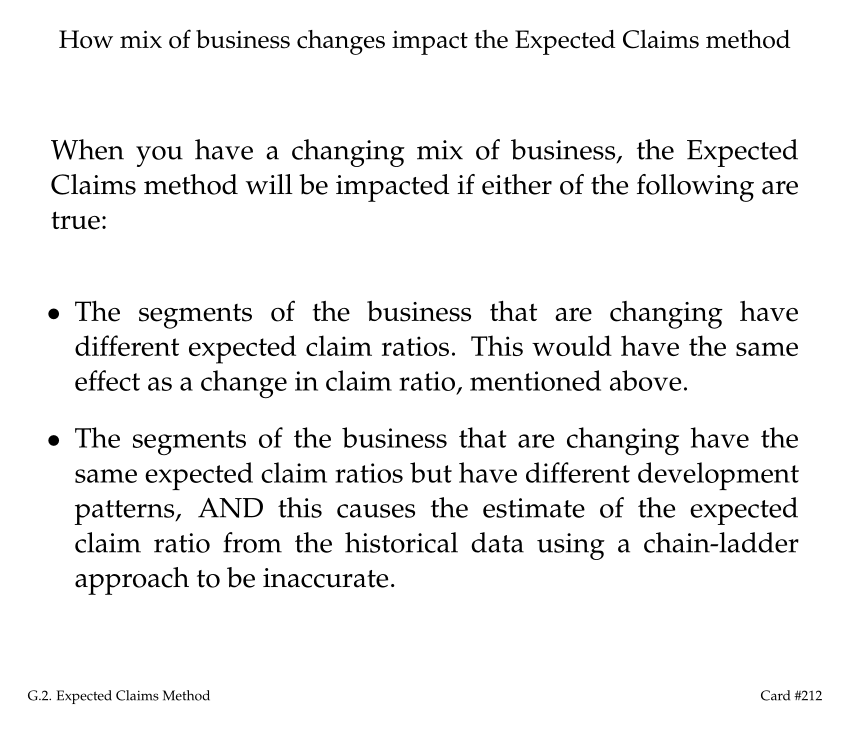 How mix of business changes impact the Expected Claims method
When you have a changing mix of business, the Expected
Claims method will be impacted if either of the following are
true:
• The segments of the business that are changing have
different expected claim ratios. This would have the same
effect as a change in claim ratio, mentioned above.
• The segments of the business that are changing have the
same expected claim ratios but have different development
patterns, AND this causes the estimate of the expected
claim ratio from the historical data using a chain-ladder
approach to be inaccurate.
G.2. Expected Claims Method
Card #212